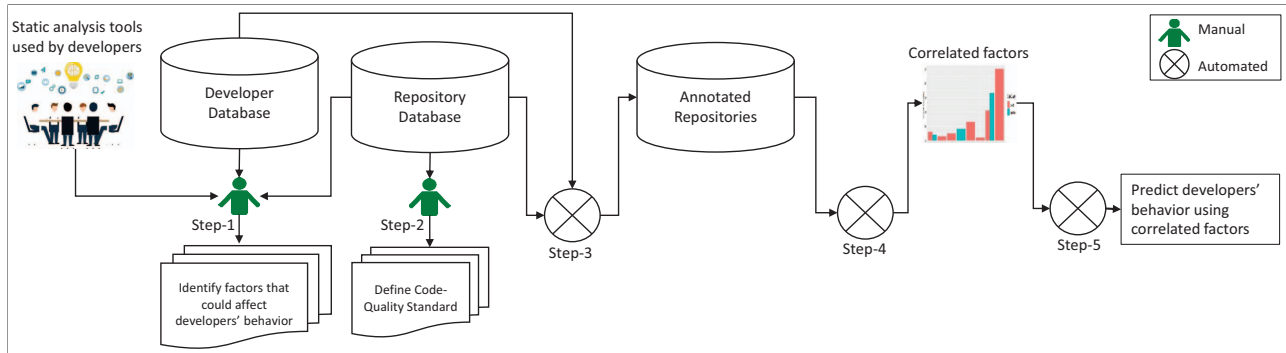 Static analysis tools
used by developers
Developer
Database
Repository
Database
Annotated
Repositories
Correlated factors
Manual
Automated
Step-1
Step-2
Step-3
Step-4
Step-5
Identify factors that
could affect
developers' behavior
Define Code-
Quality Standard
Predict developers'
behavior using
correlated factors